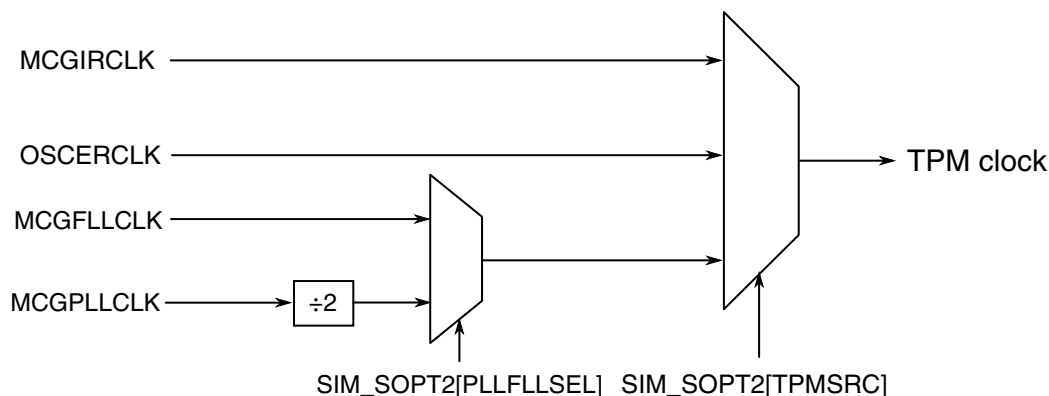 MCGIRCLK
OSCERCLK
TPM clock
MCGFLLCLK
MCGPLLCLK
÷2
SIM_SOPT2[PLLFLLSEL] SIM_SOPT2[TPMSRC]